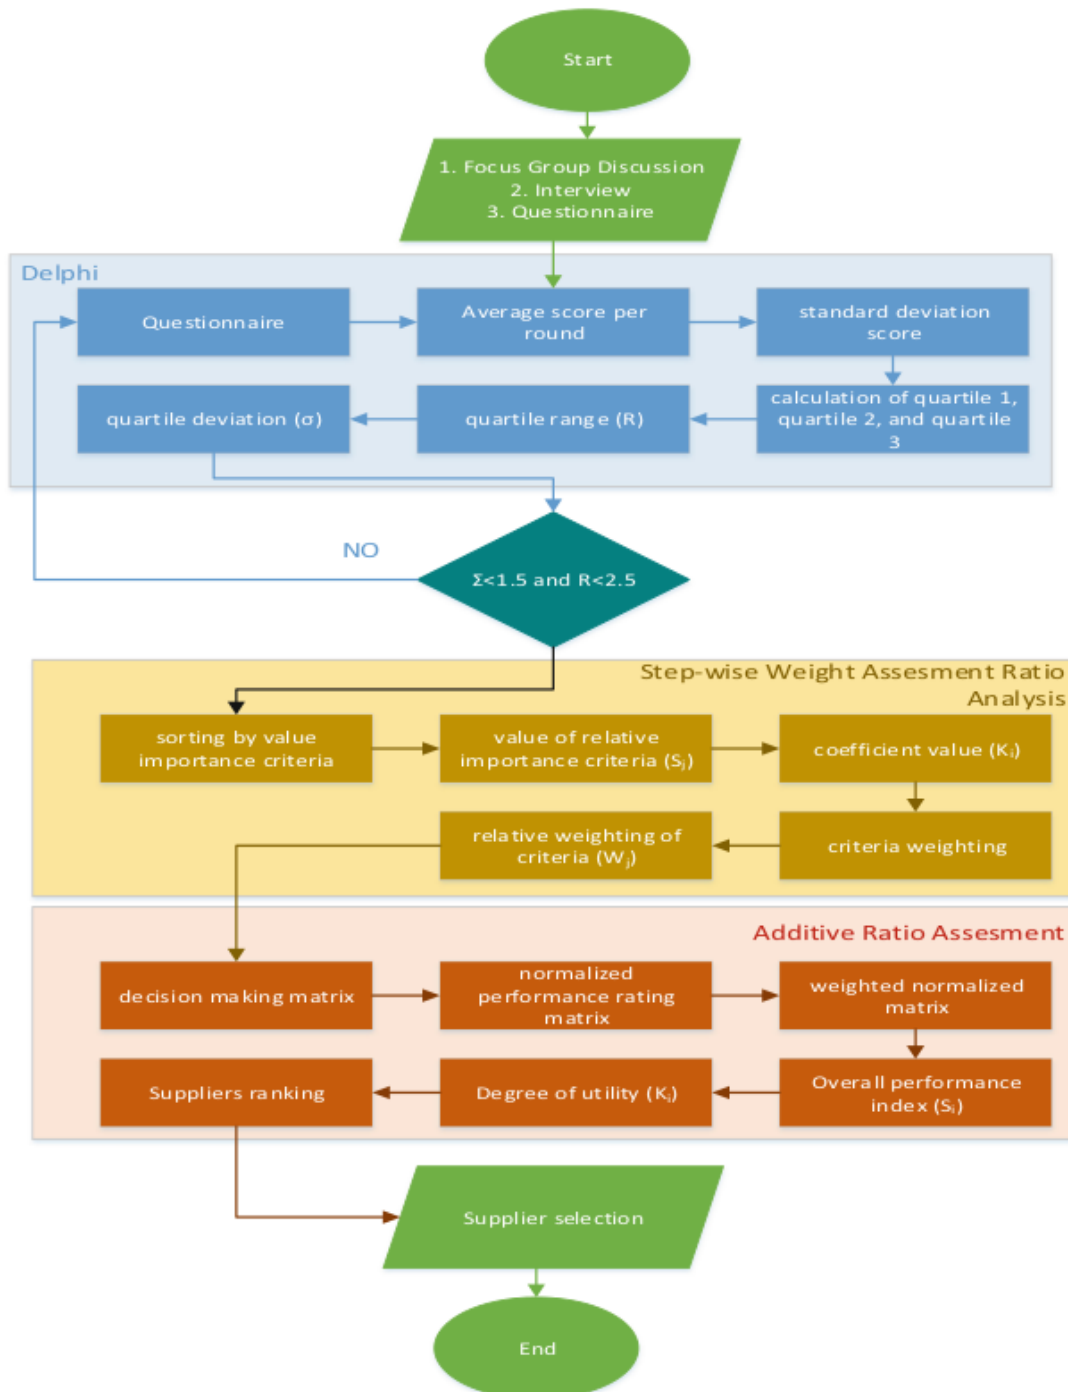 Start
1. Focus Group Discussion
2. Interview
3. Questionnaire
Delphi
Questionnaire
Average score per
round
standard deviation
score
quartile deviation (σ)
quartile range (R)
calculation of quartile 1,
quartile 2, and quartile
3
NO
Σ<1.5 and R<2.5
Step-wise Weight Assesment Ratio
Analysis
sorting by value
importance criteria
value of relative
importance criteria (Sⱼ)
coefficient value (Kᵢ)
relative weighting of
criteria (Wⱼ)
criteria weighting
Additive Ratio Assesment
decision making matrix
normalized
performance rating
matrix
weighted normalized
matrix
Suppliers ranking
Degree of utility (Kᵢ)
Overall performance
index (Sᵢ)
Supplier selection
End